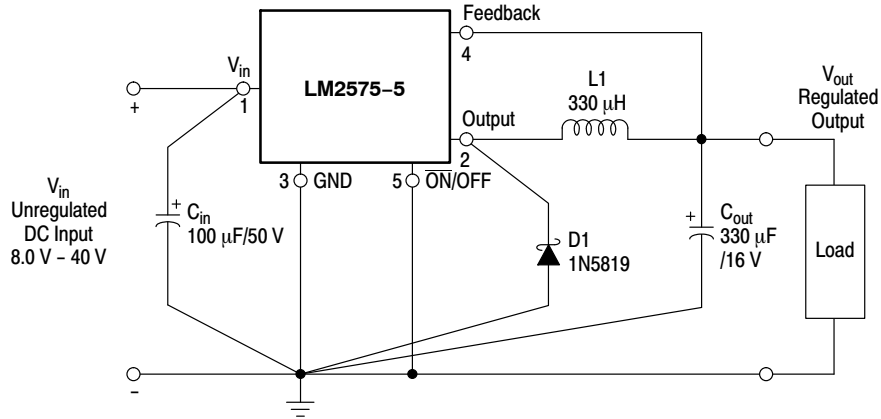 Feedback
4
V_in
+
1
LM2575–5
L1
330 μH
V_out
Regulated
Output
Output
2
3 GND
5 O̅N̅/OFF
V_in
Unregulated
DC Input
8.0 V – 40 V
+
C_in
100 μF/50 V
D1
1N5819
+
C_out
330 μF
/16 V
Load
–